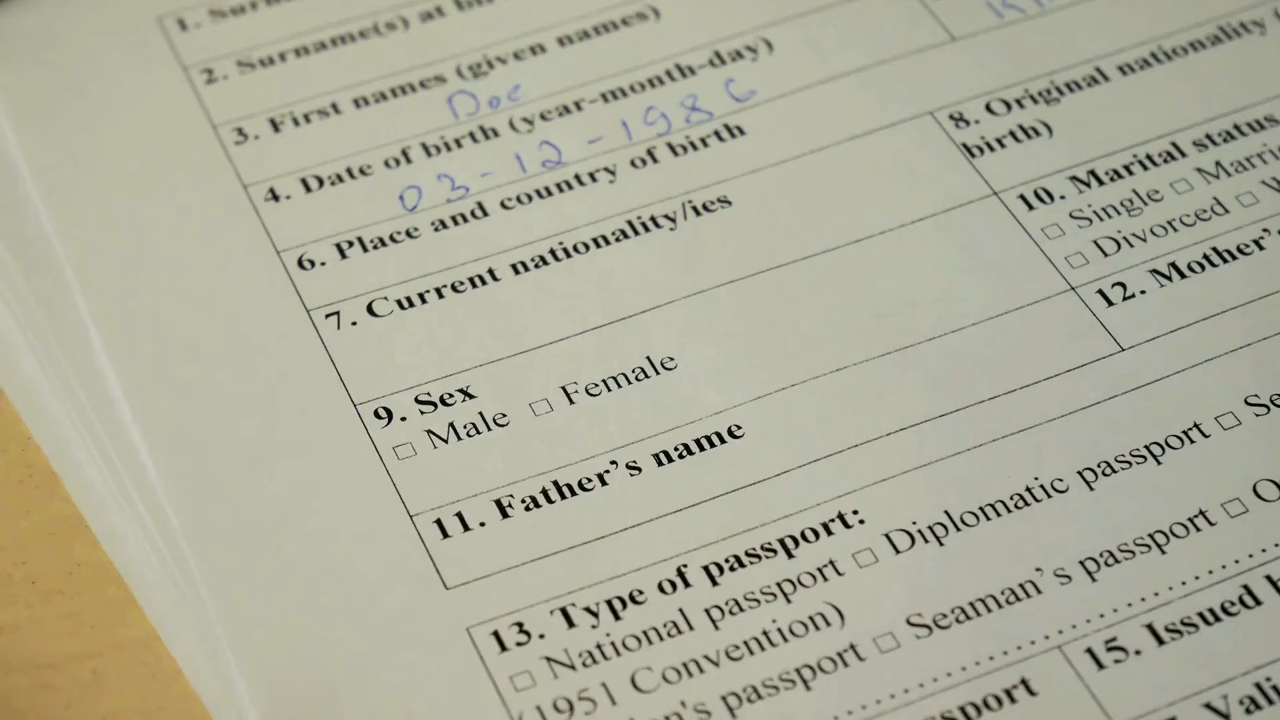 2. Surname(s) at
3. First names (given names)
Doe
4. Date of birth (year-month-day)
03-12-1986
6. Place and country of birth
7. Current nationality/ies
8. Original nationality
birth)
9. Sex
□ Male □ Female
10. Marital status
□ Single □
□ Divorced □
11. Father's name
12. Mother's
13. Type of passport:
□ National passport □ Diplomatic passport □
(1951 Convention)
passport □ Seaman's passport □
15. Issued